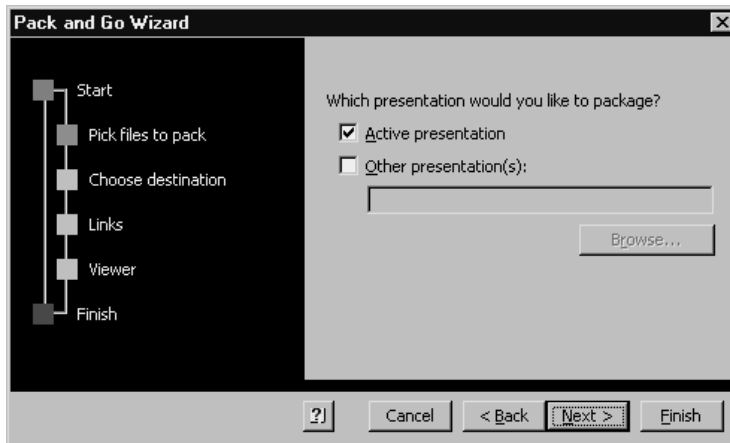 Pack and Go Wizard
Start
Pick files to pack
Choose destination
Links
Viewer
Finish
Which presentation would you like to package?
Active presentation
Other presentation(s):
Browse...
Cancel
< Back
Next >
Finish